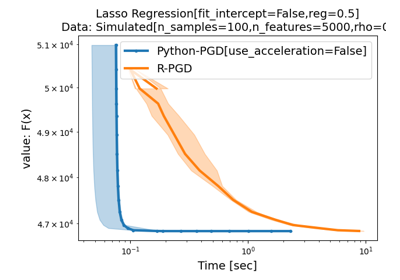 Lasso Regression[fit_intercept=False,reg=0.5]
Data: Simulated[n_samples=100,n_features=5000,rho=0
Python-PGD[use_acceleration=False]
R-PGD
value: F(x)
5.1 × 10⁴
5 × 10⁴
4.9 × 10⁴
4.8 × 10⁴
4.7 × 10⁴
10⁻¹
10⁰
10¹
Time [sec]